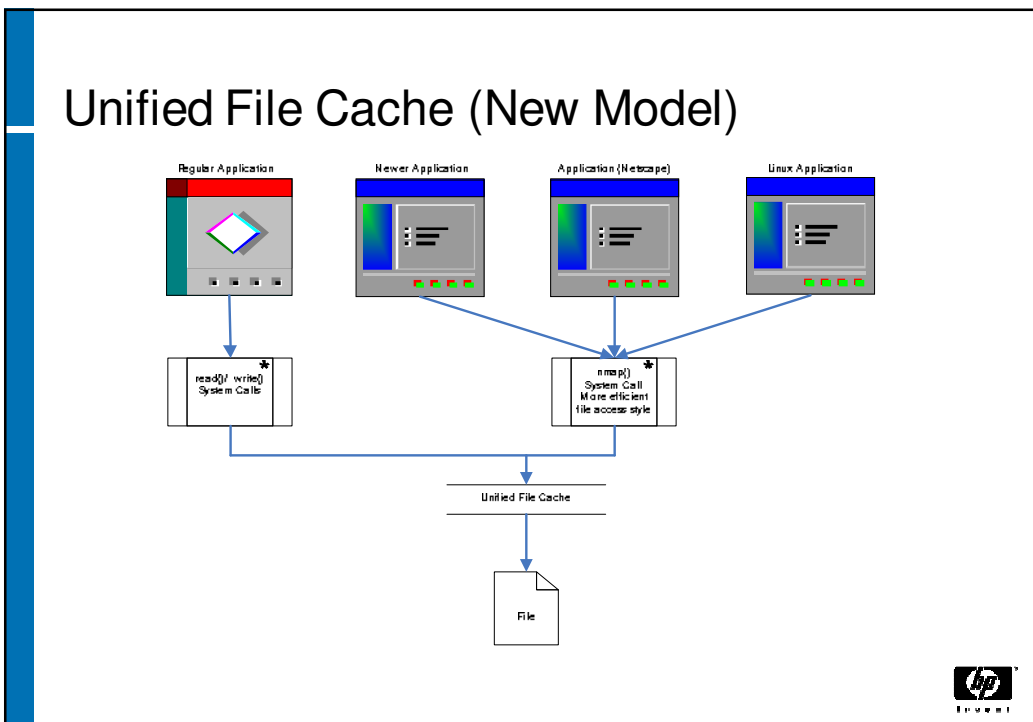 Unified File Cache (New Model)
Regular Application
Newer Application
Application (Netscape)
Linux Application
*
read()/ write()
System Calls
*
mmap()
System Call
More efficient
file access style
Unified File Cache
File
hp
invent